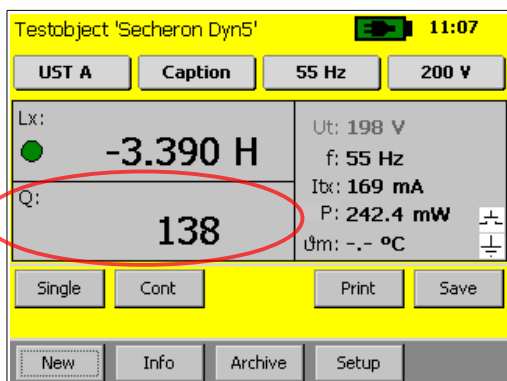 Testobject 'Secheron Dyn5' 11:07
UST A Caption 55 Hz 200 V
Lx:
-3.390 H
Q:
138
Ut: 198 V
f: 55 Hz
Itx: 169 mA
P: 242.4 mW
ϑm: -.- ºC
Single Cont Print Save
New Info Archive Setup